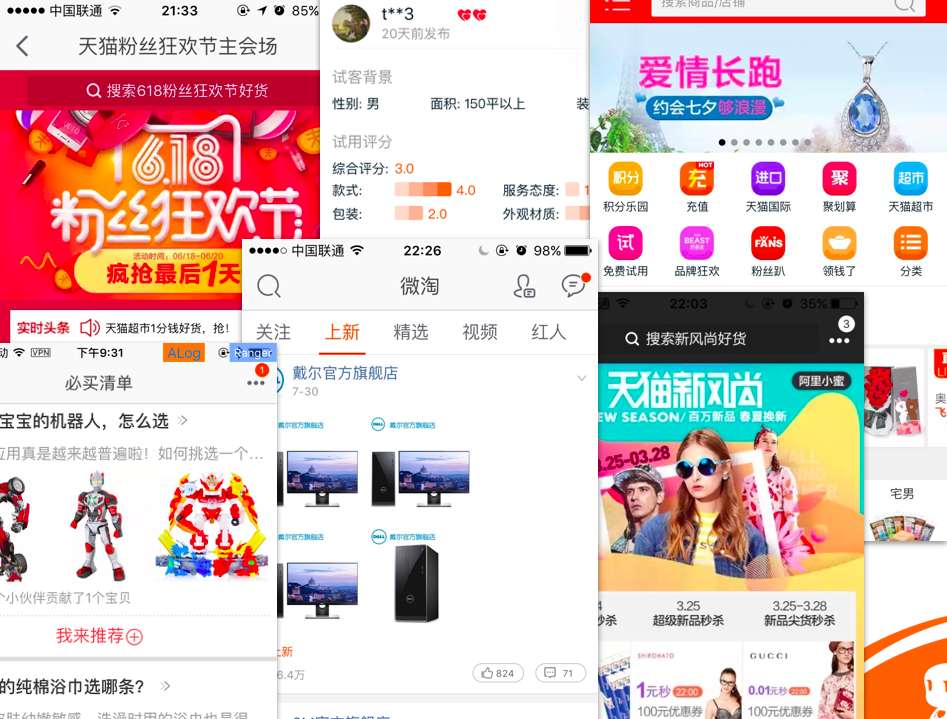 中国联通 21:33 85%
天猫粉丝狂欢节主会场
搜索618粉丝狂欢节好货
16.18
粉丝狂欢节
活动时间：06/18-06/20
疯抢最后1天
实时头条 天猫超市1分钱好货，抢！
t**3
20天前发布
试客背景
性别: 男 面积: 150平以上 装
试用评分
综合评分: 3.0
款式: 4.0 服务态度: 1
包装: 2.0 外观材质:
搜索商品/店铺
爱情长跑
约会七夕够浪漫
积分 充 HOT 进口 聚 超市
积分乐园 充值 天猫国际 聚划算 天猫超市
试 BEAST FANS
免费试用 品牌狂欢 粉丝趴 领钱了 分类
中国联通 22:26 98%
微淘
关注 上新 精选 视频 红人
戴尔官方旗舰店
7-30
戴尔官方旗舰店 DELL 戴尔官方旗舰店
戴尔官方旗舰店 DELL 戴尔官方旗舰店
上新
6.4万 824 71
动 VPN 下午9:31 ALog Ranger
必买清单 1
宝宝的机器人，怎么选
应用真是越来越普遍啦！如何挑选一个...
个小伙伴贡献了1个宝贝
我来推荐
的纯棉浴巾选哪条？
通 22:03 35%
搜索新风尚好货 3
天猫新风尚 阿里小蜜
EW SEASON/百万新品 春夏换新
3.25-03.28
4 3.25 3.25-3.28
秒杀 超级新品秒杀 新品尖货秒杀
SHIROHATO GUCCI
1元秒 22:00 0.01元秒 22:00
100元优惠券 100元优惠券
奥
飞
宅男